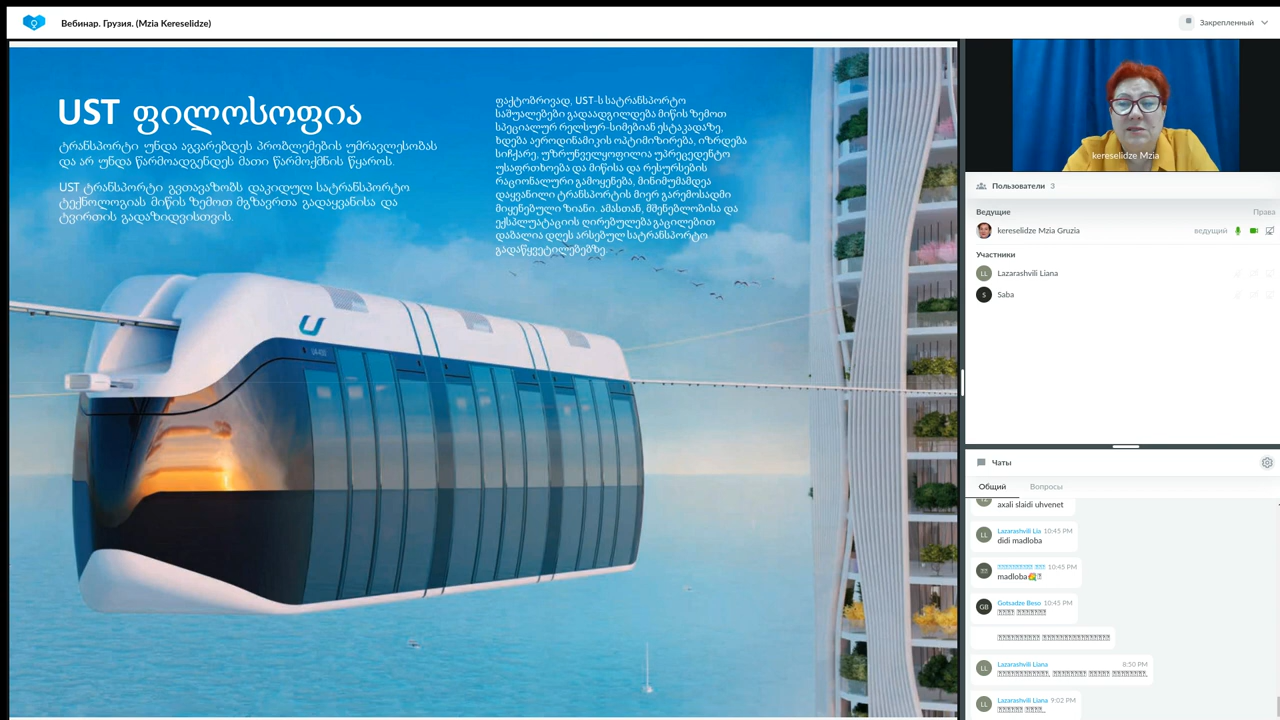 Вебинар. Грузия. (Mzia Kereselidze)
Закрепленный
UST ფილოსოფია
ტრანსპორტი უნდა აგვარებდეს პრობლემების უმრავლესობას
და არ უნდა წარმოადგენდეს მათი წარმოქმნის წყაროს.
UST ტრანსპორტი გვთავაზობს დაკიდულ სატრანსპორტო
ტექნოლოგიას მიწის ზემოთ მგზავრთა გადაყვანისა და
ტვირთის გადაზიდვისთვის.
ფაქტობრივად, UST-ს სატრანსპორტო
საშუალებები გადაადგილდება მიწის ზემოთ
სპეციალურ რელსურ-სიმებიან ესტაკადაზე,
ხდება აეროდინამიკის ოპტიმიზირება, იზრდება
სიჩქარე. უზრუნველყოფილია უპრეცედენტო
უსაფრთხოება და მიწისა და რესურსების
რაციონალური გამოყენება, მინიმუმამდეა
დაყვანილი ტრანსპორტის მიერ გარემოსადმი
მიყენებული ზიანი. ამასთან, მშენებლობისა და
ექსპლუატაციის ღირებულება გაცილებით
დაბალია დღეს არსებულ სატრანსპორტო
გადაწყვეტილებებზე.
kereselidze Mzia
Пользователи 3
Ведущие Права
kereselidze Mzia Gruzia ведущий
Участники
LL Lazarashvili Liana
S Saba
Чаты
Общий Вопросы
axali slaidi uhvenet
LL Lazarashvili Lia 10:45 PM
didi madloba
10:45 PM
madloba
GB Gotsadze Beso 10:45 PM
LL Lazarashvili Liana 8:50 PM
LL Lazarashvili Liana 9:02 PM